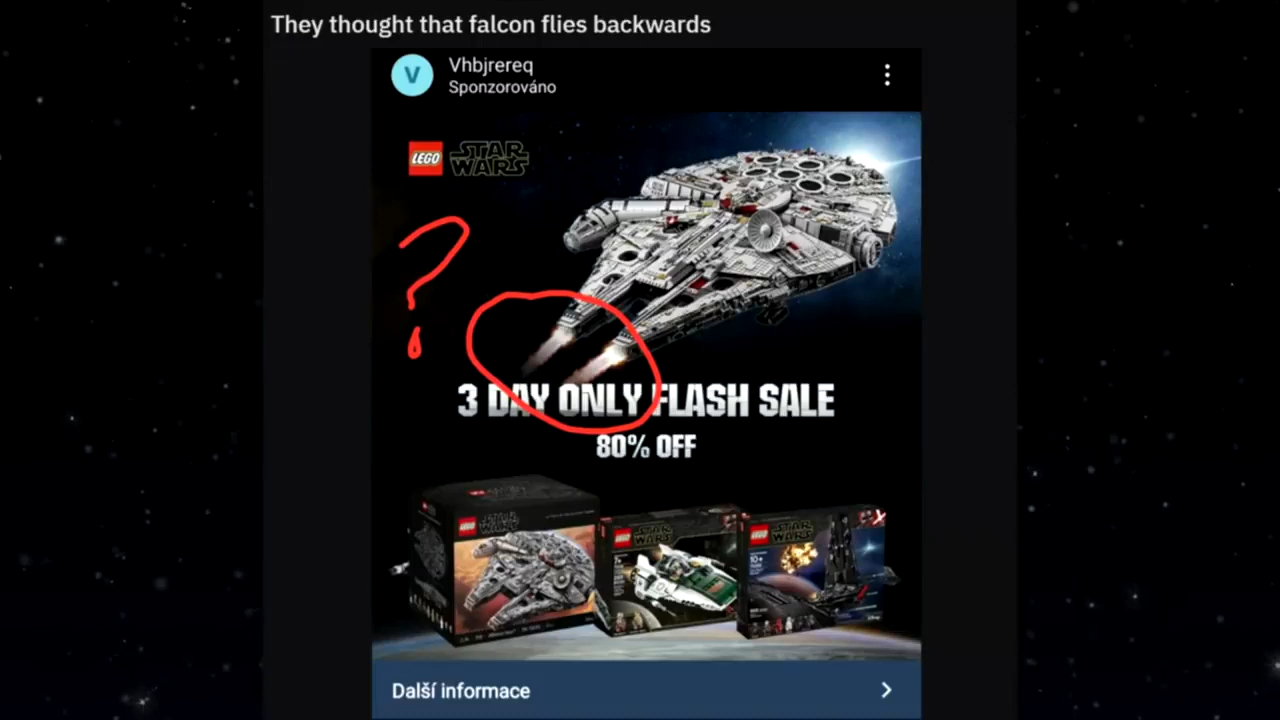 They thought that falcon flies backwards
V
Vhbjrereq
Sponzorováno
LEGO STAR WARS
?
3 DAY ONLY FLASH SALE
80% OFF
LEGO STAR WARS
LEGO STAR WARS
LEGO STAR WARS
10+
Další informace